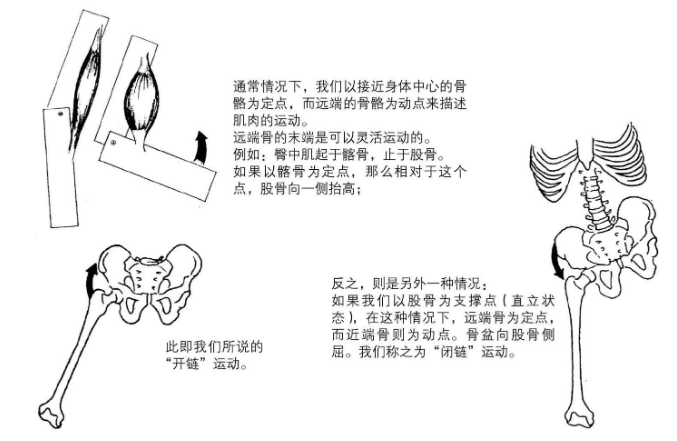 通常情况下，我们以接近身体中心的骨
骼为定点，而远端的骨骼为动点来描述
肌肉的运动。
远端骨的末端是可以灵活运动的。
例如：臀中肌起于髂骨，止于股骨。
如果以髂骨为定点，那么相对于这个
点，股骨向一侧抬高；
反之，则是另外一种情况：
如果我们以股骨为支撑点（直立状
态），在这种情况下，远端骨为定点，
而近端骨则为动点。骨盆向股骨侧
屈。我们称之为“闭链”运动。
此即我们所说的
“开链”运动。